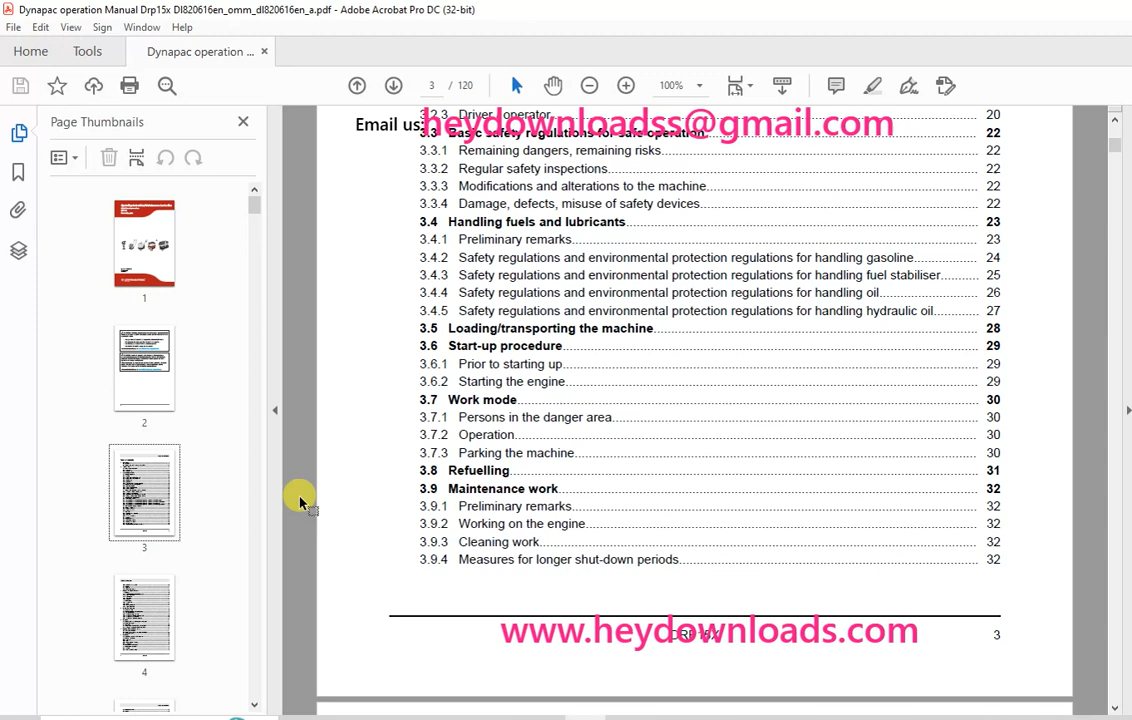 Dynapac operation Manual Drp15x DI820616en_omm_dl820616en_a.pdf - Adobe Acrobat Pro DC (32-bit)
File Edit View Sign Window Help
Home Tools Dynapac operation ... ×
3 / 120 100%
Page Thumbnails
1
2
3
4
Email us: heydownloadss@gmail.com
3.2.3 Driver, operator 20
3.3 Basic safety regulations for safe operation 22
3.3.1 Remaining dangers, remaining risks 22
3.3.2 Regular safety inspections 22
3.3.3 Modifications and alterations to the machine 22
3.3.4 Damage, defects, misuse of safety devices 22
3.4 Handling fuels and lubricants 23
3.4.1 Preliminary remarks 23
3.4.2 Safety regulations and environmental protection regulations for handling gasoline 24
3.4.3 Safety regulations and environmental protection regulations for handling fuel stabiliser 25
3.4.4 Safety regulations and environmental protection regulations for handling oil 26
3.4.5 Safety regulations and environmental protection regulations for handling hydraulic oil 27
3.5 Loading/transporting the machine 28
3.6 Start-up procedure 29
3.6.1 Prior to starting up 29
3.6.2 Starting the engine 29
3.7 Work mode 30
3.7.1 Persons in the danger area 30
3.7.2 Operation 30
3.7.3 Parking the machine 30
3.8 Refuelling 31
3.9 Maintenance work 32
3.9.1 Preliminary remarks 32
3.9.2 Working on the engine 32
3.9.3 Cleaning work 32
3.9.4 Measures for longer shut-down periods 32
www.heydownloads.com
3